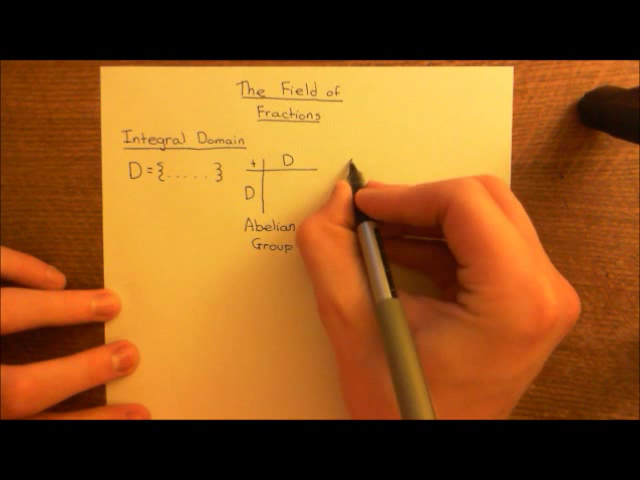 The Field of
Fractions
Integral Domain
D = {.....}
+ D
D
Abelian
Group